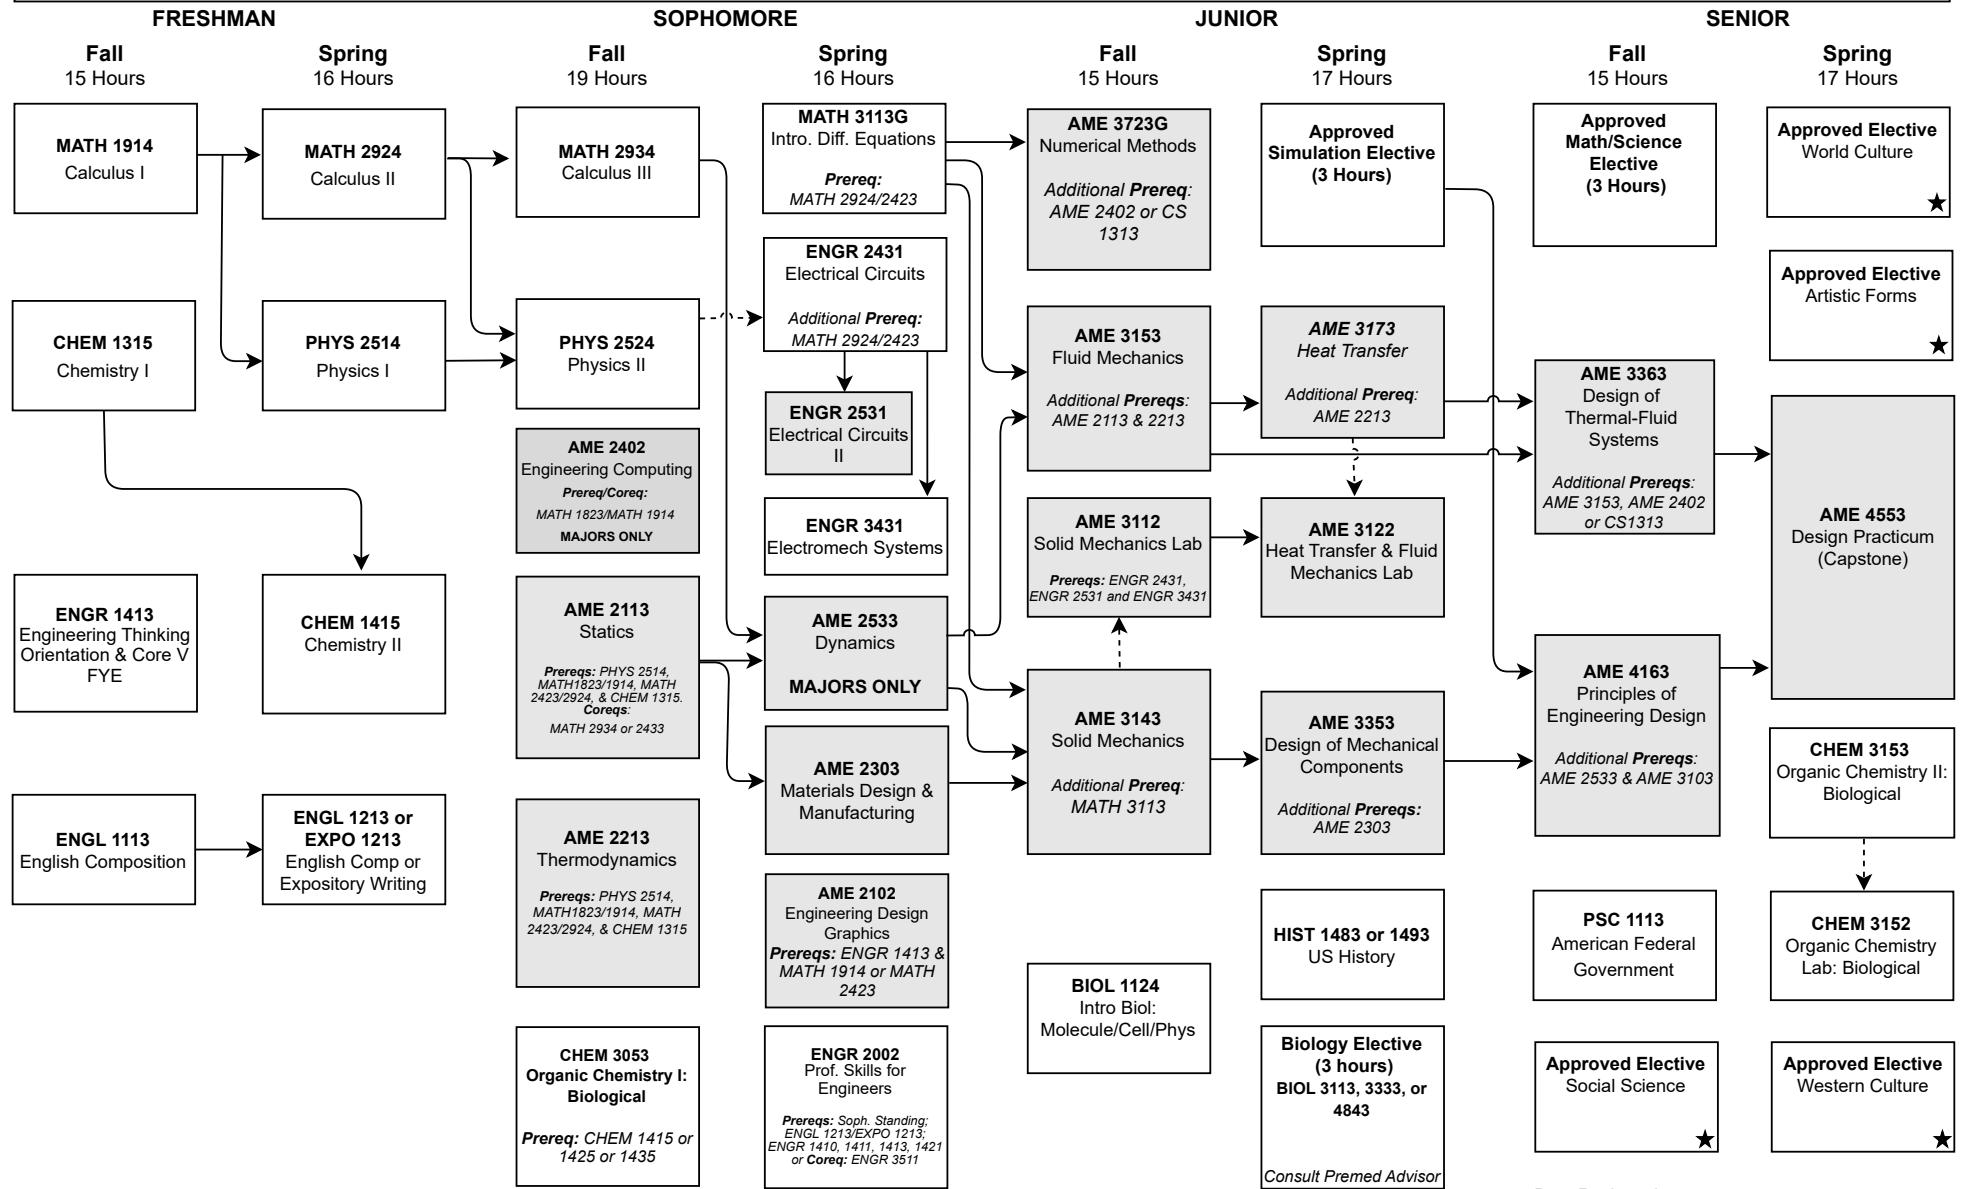 FRESHMAN
SOPHOMORE
JUNIOR
SENIOR
Fall
15 Hours
Spring
16 Hours
Fall
19 Hours
Spring
16 Hours
Fall
15 Hours
Spring
17 Hours
Fall
15 Hours
Spring
17 Hours
MATH 1914
Calculus I
CHEM 1315
Chemistry I
ENGR 1413
Engineering Thinking
Orientation & Core V
FYE
ENGL 1113
English Composition
MATH 2924
Calculus II
PHYS 2514
Physics I
CHEM 1415
Chemistry II
ENGL 1213 or
EXPO 1213
English Comp or
Expository Writing
MATH 2934
Calculus III
PHYS 2524
Physics II
AME 2402
Engineering Computing
Prereq/Coreq:
MATH 1823/MATH 1914
MAJORS ONLY
AME 2113
Statics
Prereqs: PHYS 2514,
MATH1823/1914, MATH
2423/2924, & CHEM 1315.
Coreqs:
MATH 2934 or 2433
AME 2213
Thermodynamics
Prereqs: PHYS 2514,
MATH1823/1914, MATH
2423/2924, & CHEM 1315
CHEM 3053
Organic Chemistry I:
Biological
Prereq: CHEM 1415 or
1425 or 1435
MATH 3113G
Intro. Diff. Equations
Prereq:
MATH 2924/2423
ENGR 2431
Electrical Circuits
Additional Prereq:
MATH 2924/2423
ENGR 2531
Electrical Circuits
II
ENGR 3431
Electromech Systems
AME 2533
Dynamics
MAJORS ONLY
AME 2303
Materials Design &
Manufacturing
AME 2102
Engineering Design
Graphics
Prereqs: ENGR 1413 &
MATH 1914 or MATH
2423
ENGR 2002
Prof. Skills for
Engineers
Prereqs: Soph. Standing;
ENGL 1213/EXPO 1213;
ENGR 1410, 1411, 1413, 1421
or Coreq: ENGR 3511
AME 3723G
Numerical Methods
Additional Prereq:
AME 2402 or CS
1313
AME 3153
Fluid Mechanics
Additional Prereqs:
AME 2113 & 2213
AME 3112
Solid Mechanics Lab
Prereqs: ENGR 2431,
ENGR 2531 and ENGR 3431
AME 3143
Solid Mechanics
Additional Prereq:
MATH 3113
BIOL 1124
Intro Biol:
Molecule/Cell/Phys
Approved
Simulation Elective
(3 Hours)
AME 3173
Heat Transfer
Additional Prereq:
AME 2213
AME 3122
Heat Transfer & Fluid
Mechanics Lab
AME 3353
Design of Mechanical
Components
Additional Prereqs:
AME 2303
HIST 1483 or 1493
US History
Biology Elective
(3 hours)
BIOL 3113, 3333, or
4843
Consult Premed Advisor
Approved
Math/Science
Elective
(3 Hours)
AME 3363
Design of
Thermal-Fluid
Systems
Additional Prereqs:
AME 3153, AME 2402
or CS1313
AME 4163
Principles of
Engineering Design
Additional Prereqs:
AME 2533 & AME 3103
PSC 1113
American Federal
Government
Approved Elective
Social Science
Approved Elective
World Culture
Approved Elective
Artistic Forms
AME 4553
Design Practicum
(Capstone)
CHEM 3153
Organic Chemistry II:
Biological
CHEM 3152
Organic Chemistry
Lab: Biological
Approved Elective
Western Culture